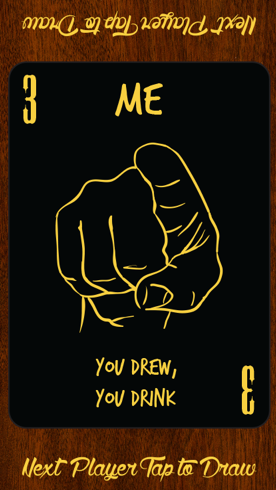 Next Player Tap to Draw
3
ME
YOU DREW,
YOU DRINK
3
Next Player Tap to Draw